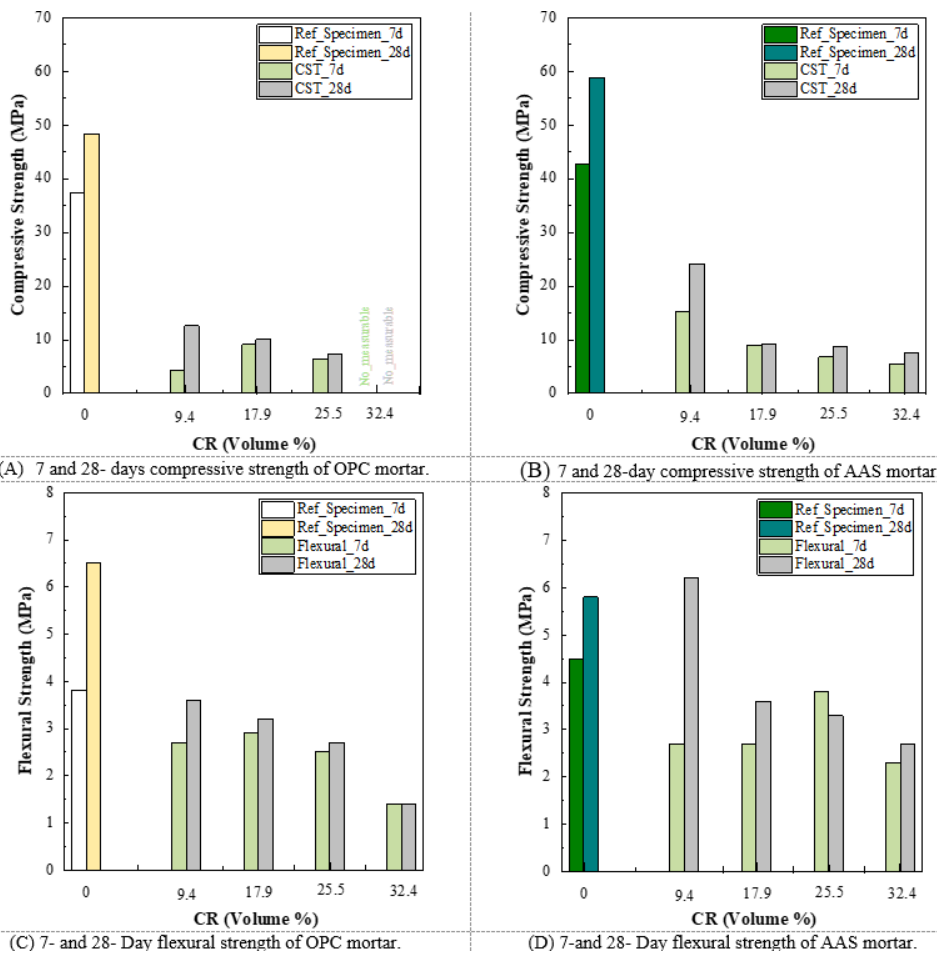 70
60
50
40
30
20
10
0
Compressive Strength (MPa)
Ref_Specimen_7d
Ref_Specimen_28d
CST_7d
CST_28d
No_measurable
No_measurable
0 9.4 17.9 25.5 32.4
CR (Volume %)
(A) 7 and 28- days compressive strength of OPC mortar.
70
60
50
40
30
20
10
0
Compressive Strength (MPa)
Ref_Specimen_7d
Ref_Specimen_28d
CST_7d
CST_28d
0 9.4 17.9 25.5 32.4
CR (Volume %)
(B) 7 and 28-day compressive strength of AAS mortar
8
7
6
5
4
3
2
1
0
Flexural Strength (MPa)
Ref_Specimen_7d
Ref_Specimen_28d
Flexural_7d
Flexural_28d
0 9.4 17.9 25.5 32.4
CR (Volume %)
(C) 7- and 28- Day flexural strength of OPC mortar.
8
7
6
5
4
3
2
1
0
Flexural Strength (MPa)
Ref_Specimen_7d
Ref_Specimen_28d
Flexural_7d
Flexural_28d
0 9.4 17.9 25.5 32.4
CR (Volume %)
(D) 7-and 28- Day flexural strength of AAS mortar.